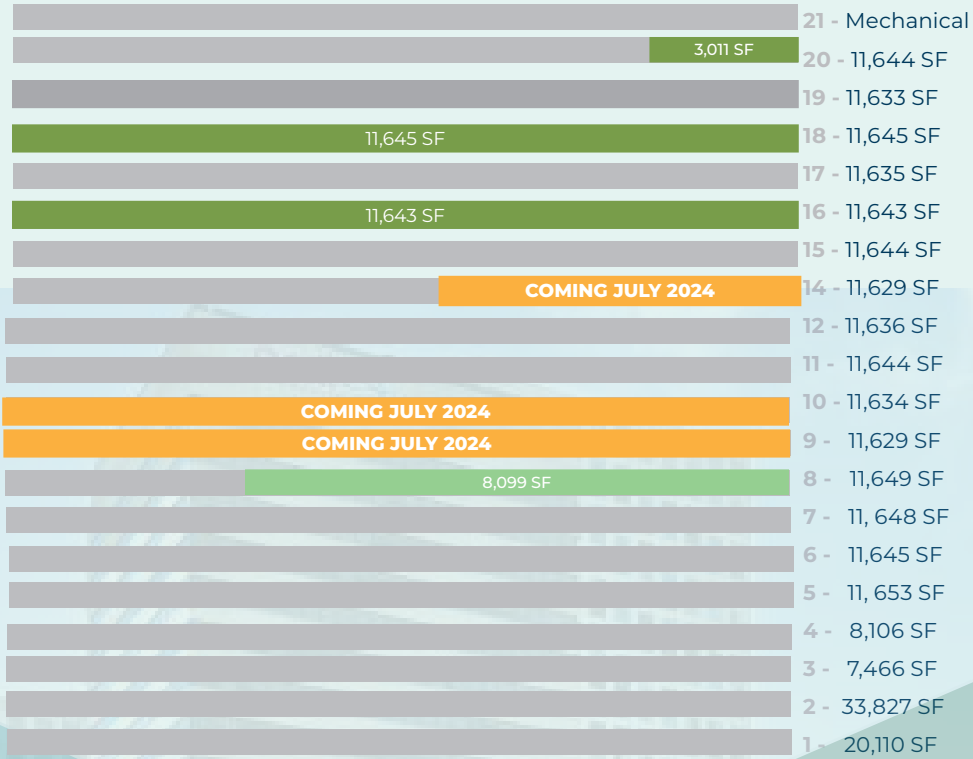 21 - Mechanical
3,011 SF
20 - 11,644 SF
19 - 11,633 SF
11,645 SF
18 - 11,645 SF
17 - 11,635 SF
11,643 SF
16 - 11,643 SF
15 - 11,644 SF
COMING JULY 2024
14 - 11,629 SF
12 - 11,636 SF
11 - 11,644 SF
COMING JULY 2024
10 - 11,634 SF
COMING JULY 2024
9 - 11,629 SF
8,099 SF
8 - 11,649 SF
7 - 11, 648 SF
6 - 11,645 SF
5 - 11, 653 SF
4 - 8,106 SF
3 - 7,466 SF
2 - 33,827 SF
1 - 20,110 SF